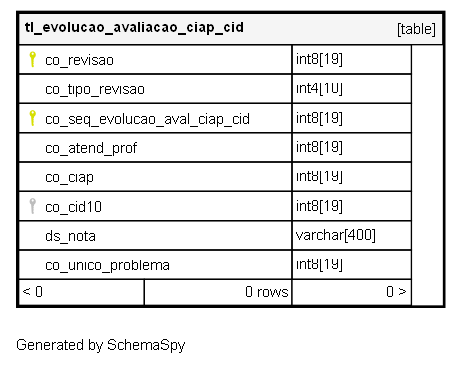 tl_evolucao_avaliacao_ciap_cid [table]
co_revisao int8[19]
co_tipo_revisao int4[10]
co_seq_evolucao_aval_ciap_cid int8[19]
co_atend_prof int8[19]
co_ciap int8[19]
co_cid10 int8[19]
ds_nota varchar[400]
co_unico_problema int8[19]
< 0 0 rows 0 >
Generated by SchemaSpy